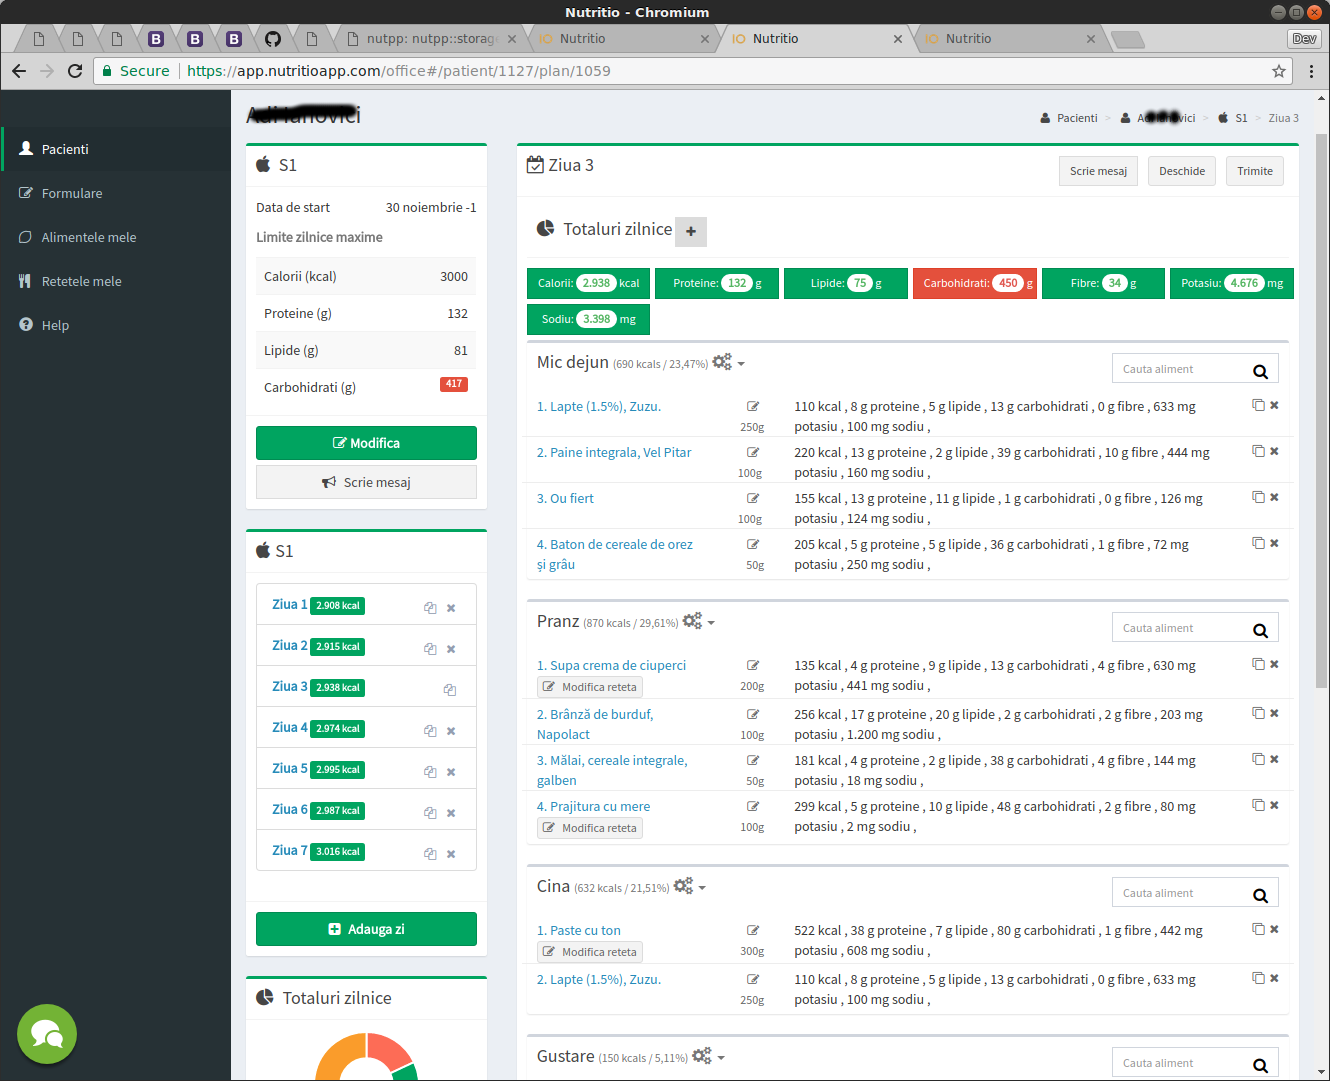 Nutritio - Chromium
nutpp: nutpp::storag
Nutritio
Nutritio
Nutritio
Dev
Secure https://app.nutritioapp.com/office#/patient/1127/plan/1059
Pacienti
Formulare
Alimentele mele
Retetele mele
Help
Pacienti > > S1 > Ziua 3
S1
Data de start 30 noiembrie -1
Limite zilnice maxime
Calorii (kcal) 3000
Proteine (g) 132
Lipide (g) 81
Carbohidrati (g) 417
Modifica
Scrie mesaj
S1
Ziua 1 2.908 kcal
Ziua 2 2.915 kcal
Ziua 3 2.938 kcal
Ziua 4 2.974 kcal
Ziua 5 2.995 kcal
Ziua 6 2.987 kcal
Ziua 7 3.016 kcal
Adauga zi
Totaluri zilnice
Ziua 3
Scrie mesaj Deschide Trimite
Totaluri zilnice
Calorii: 2.938 kcal Proteine: 132 g Lipide: 75 g Carbohidrati: 450 g Fibre: 34 g Potasiu: 4.676 mg
Sodiu: 3.398 mg
Mic dejun (690 kcals / 23,47%) Cauta aliment
1. Lapte (1.5%), Zuzu. 110 kcal , 8 g proteine , 5 g lipide , 13 g carbohidrati , 0 g fibre , 633 mg
250g potasiu , 100 mg sodiu ,
2. Paine integrala, Vel Pitar 220 kcal , 13 g proteine , 2 g lipide , 39 g carbohidrati , 10 g fibre , 444 mg
100g potasiu , 160 mg sodiu ,
3. Ou fiert 155 kcal , 13 g proteine , 11 g lipide , 1 g carbohidrati , 0 g fibre , 126 mg
100g potasiu , 124 mg sodiu ,
4. Baton de cereale de orez 205 kcal , 5 g proteine , 5 g lipide , 36 g carbohidrati , 1 g fibre , 72 mg
și grâu 50g potasiu , 250 mg sodiu ,
Pranz (870 kcals / 29,61%) Cauta aliment
1. Supa crema de ciuperci 135 kcal , 4 g proteine , 9 g lipide , 13 g carbohidrati , 4 g fibre , 630 mg
Modifica reteta 200g potasiu , 441 mg sodiu ,
2. Brânză de burduf, 256 kcal , 17 g proteine , 20 g lipide , 2 g carbohidrati , 2 g fibre , 203 mg
Napolact 100g potasiu , 1.200 mg sodiu ,
3. Mălai, cereale integrale, 181 kcal , 4 g proteine , 2 g lipide , 38 g carbohidrati , 4 g fibre , 144 mg
galben 50g potasiu , 18 mg sodiu ,
4. Prajitura cu mere 299 kcal , 5 g proteine , 10 g lipide , 48 g carbohidrati , 2 g fibre , 80 mg
Modifica reteta 100g potasiu , 2 mg sodiu ,
Cina (632 kcals / 21,51%) Cauta aliment
1. Paste cu ton 522 kcal , 38 g proteine , 7 g lipide , 80 g carbohidrati , 1 g fibre , 442 mg
Modifica reteta 300g potasiu , 608 mg sodiu ,
2. Lapte (1.5%), Zuzu. 110 kcal , 8 g proteine , 5 g lipide , 13 g carbohidrati , 0 g fibre , 633 mg
250g potasiu , 100 mg sodiu ,
Gustare (150 kcals / 5,11%) Cauta aliment